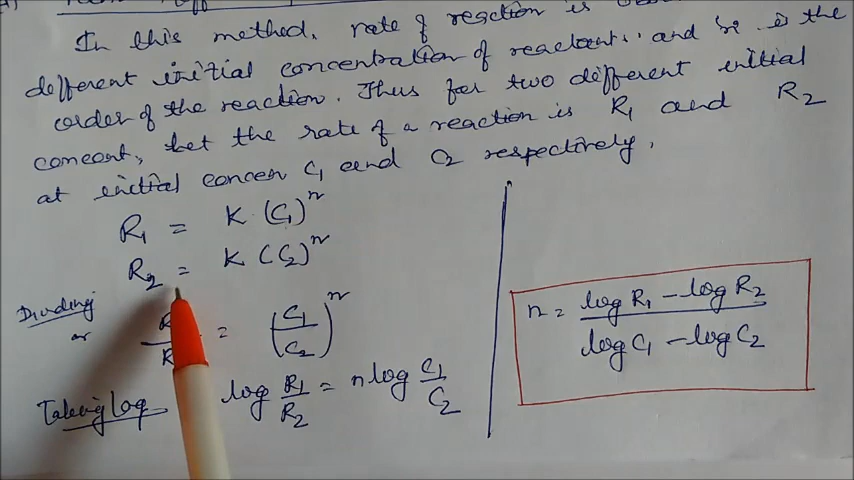 In this method, rate of reaction is
different initial concentration of reactant. and 'n' is the
order of the reaction. Thus for two different initial
concent, Let the rate of a reaction is R1 and R2
at initial concen C1 and C2 respectively.
R1 = K (C1)^n
R2 = K (C2)^n
Dividing
or R = (C1/C2)^n
Taking log log R1/R2 = n log C1/C2
n = log R1 - log R2 / log C1 - log C2